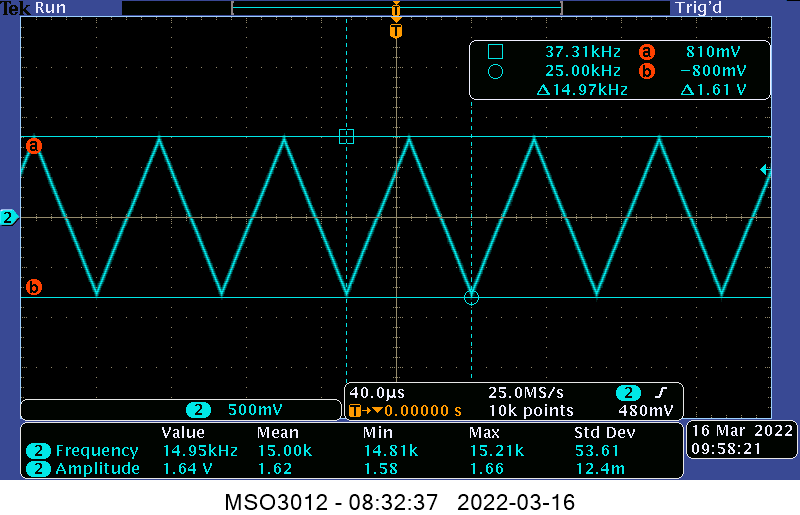 Tek Run Trig'd
T
T
37.31kHz a 810mV
25.00kHz b −800mV
Δ14.97kHz Δ1.61 V
a
2
b
40.0µs 25.0MS/s 2
2 500mV T→▼0.00000 s 10k points 480mV
Value Mean Min Max Std Dev
2 Frequency 14.95kHz 15.00k 14.81k 15.21k 53.61
2 Amplitude 1.64 V 1.62 1.58 1.66 12.4m
16 Mar 2022
09:58:21
MSO3012 - 08:32:37 2022-03-16